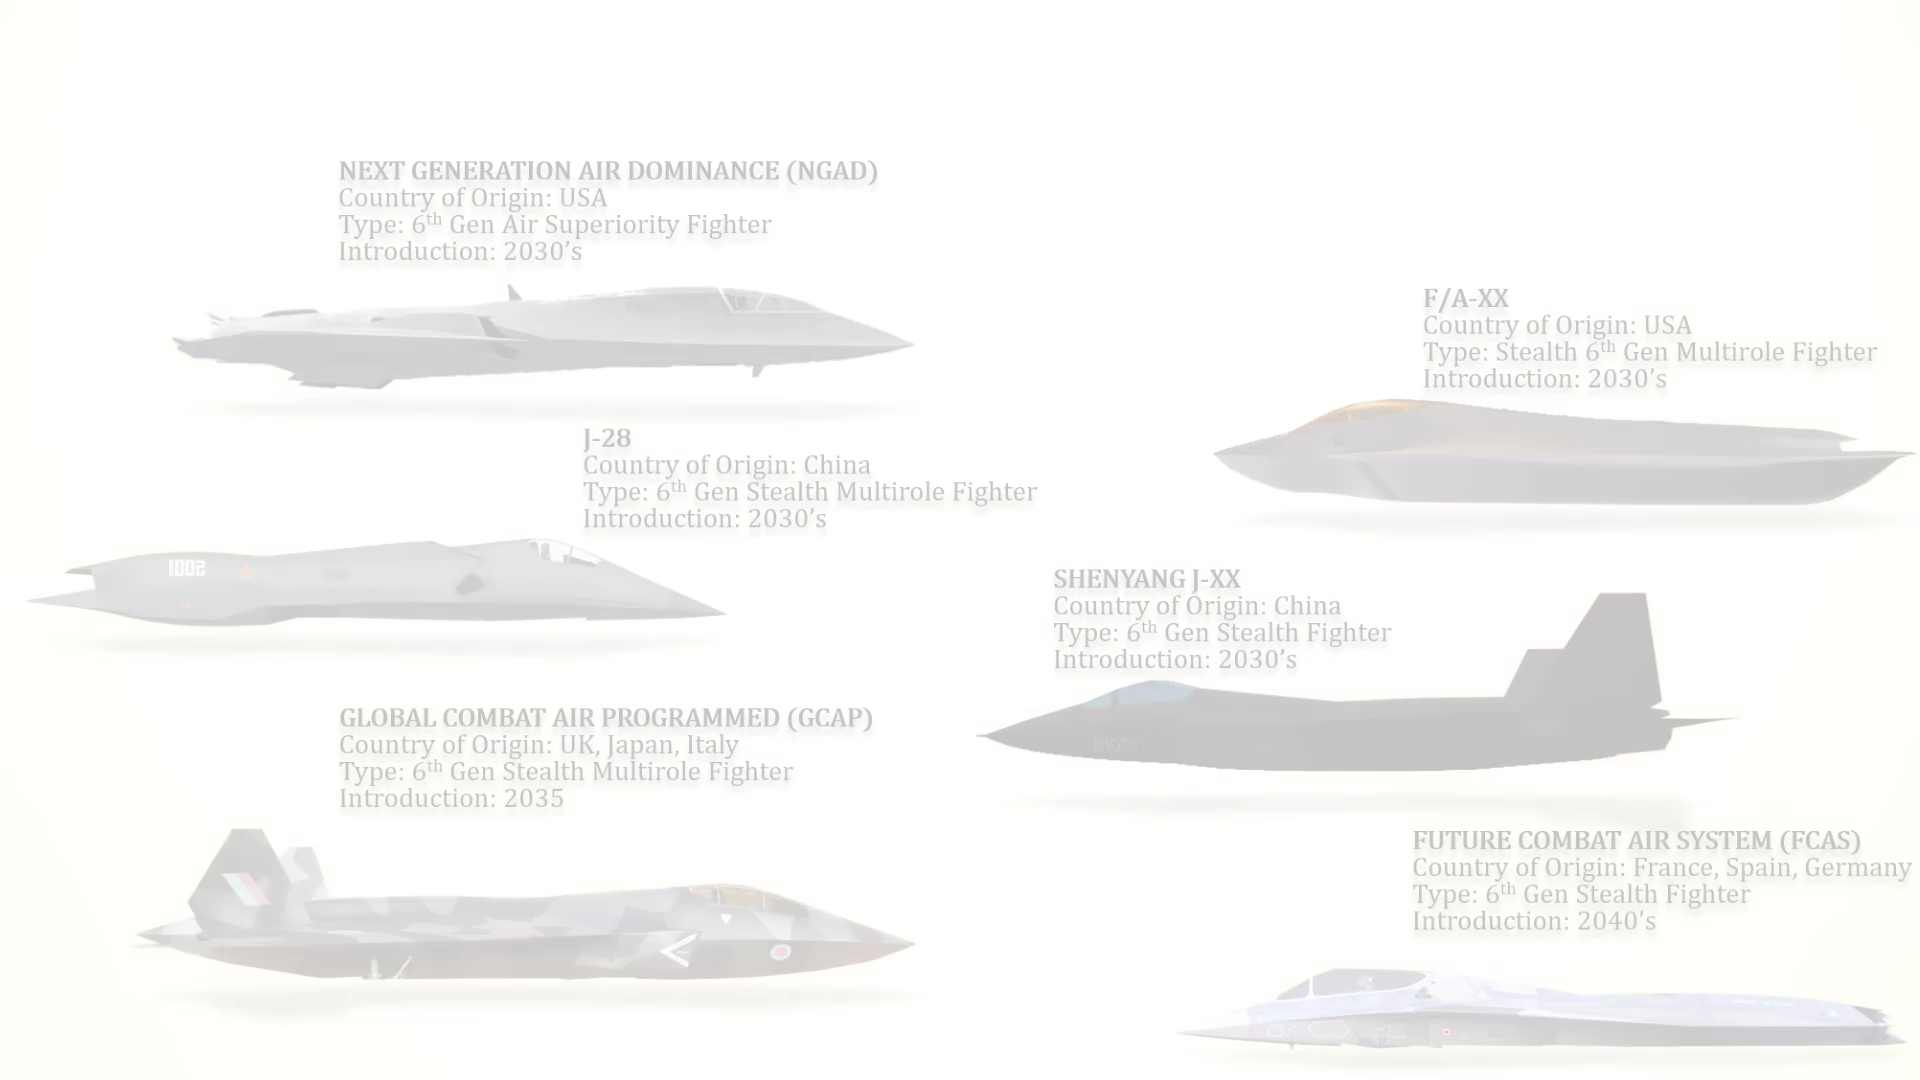 NEXT GENERATION AIR DOMINANCE (NGAD)
Country of Origin: USA
Type: 6th Gen Air Superiority Fighter
Introduction: 2030’s
F/A-XX
Country of Origin: USA
Type: Stealth 6th Gen Multirole Fighter
Introduction: 2030’s
J-28
Country of Origin: China
Type: 6th Gen Stealth Multirole Fighter
Introduction: 2030’s
SHENYANG J-XX
Country of Origin: China
Type: 6th Gen Stealth Fighter
Introduction: 2030’s
GLOBAL COMBAT AIR PROGRAMMED (GCAP)
Country of Origin: UK, Japan, Italy
Type: 6th Gen Stealth Multirole Fighter
Introduction: 2035
FUTURE COMBAT AIR SYSTEM (FCAS)
Country of Origin: France, Spain, Germany
Type: 6th Gen Stealth Fighter
Introduction: 2040’s